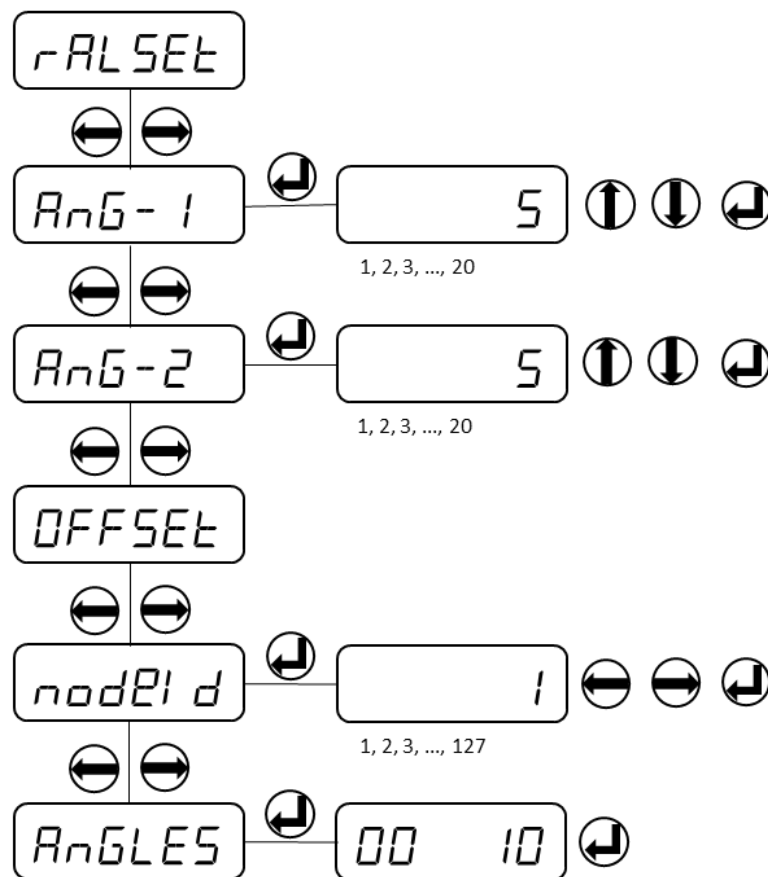 rALSEt
AnG-1 5
1, 2, 3, ..., 20
AnG-2 5
1, 2, 3, ..., 20
OFFSEt
nodeId 1
1, 2, 3, ..., 127
AnGLES 00 10